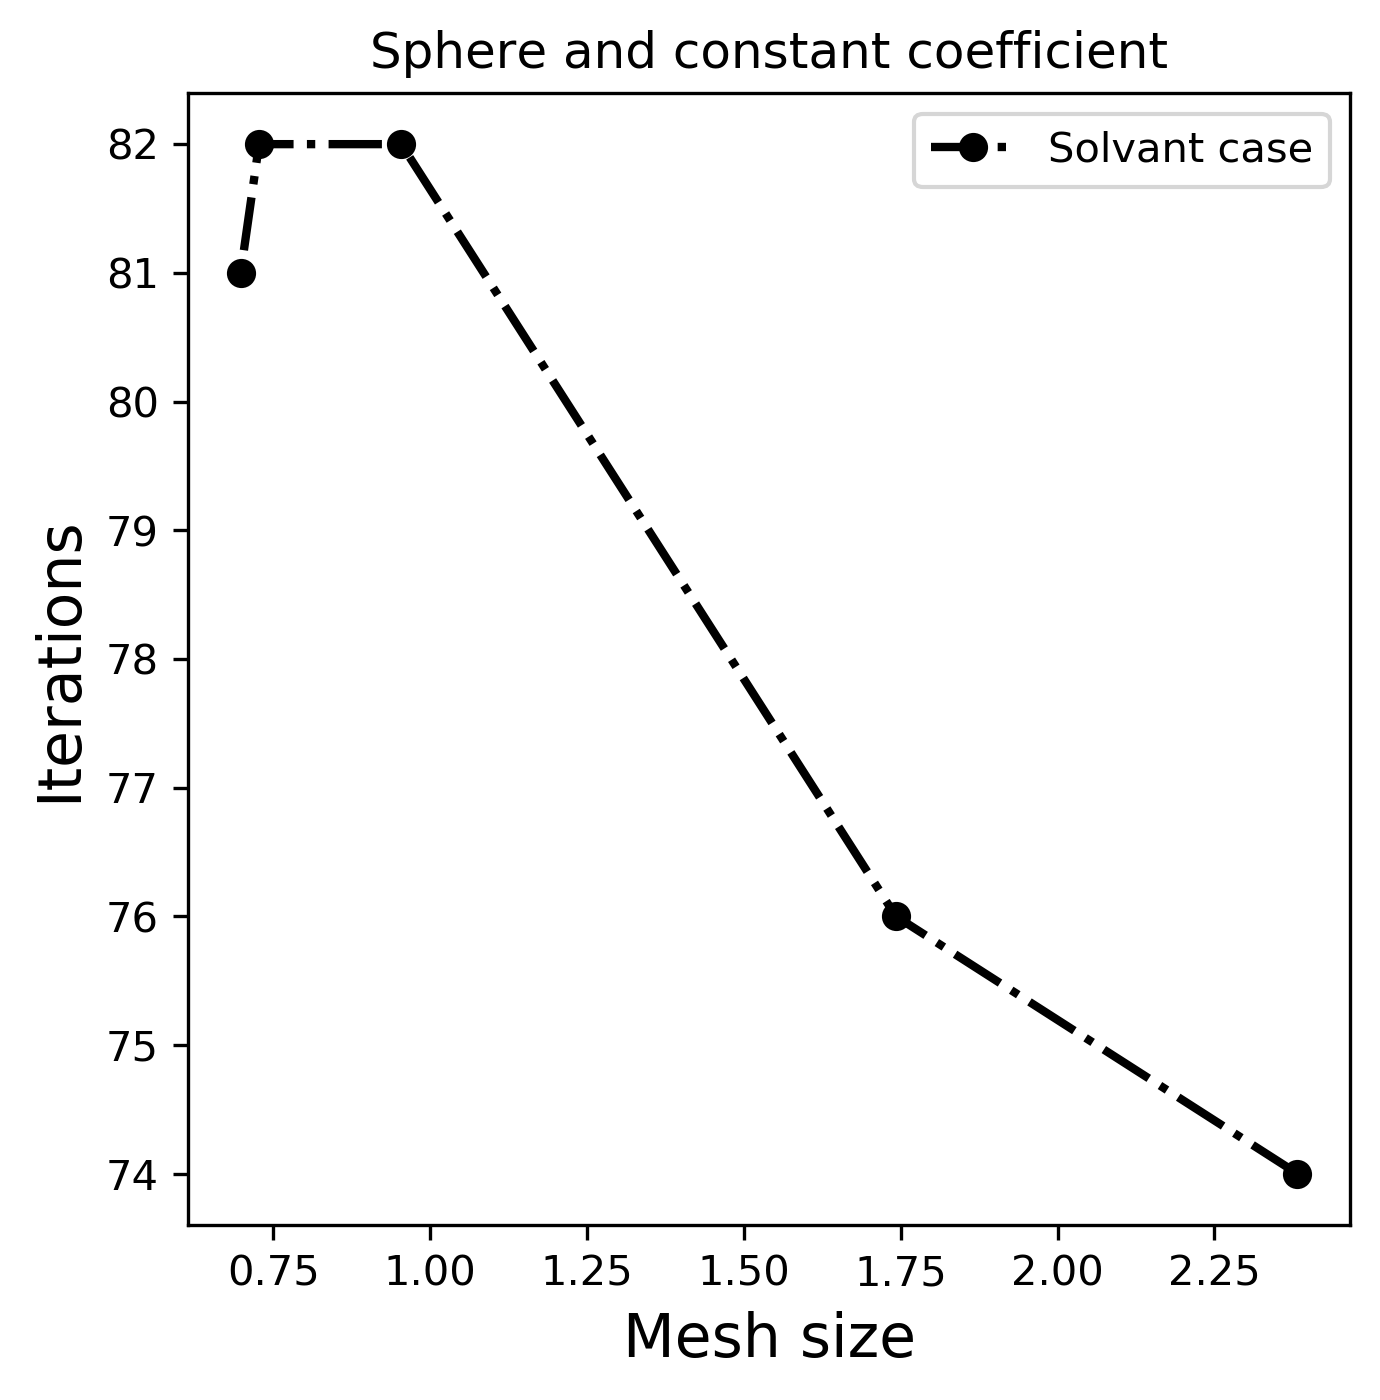 Sphere and constant coefficient
Solvant case
82
81
80
79
78
77
76
75
74
Iterations
0.75 1.00 1.25 1.50 1.75 2.00 2.25
Mesh size